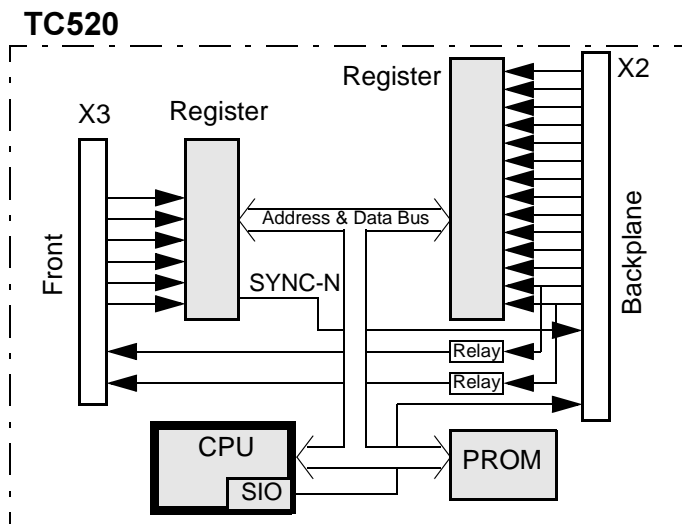 TC520
X2
Register
X3
Register
Address & Data Bus
Front
Backplane
SYNC-N
Relay
Relay
CPU
PROM
SIO